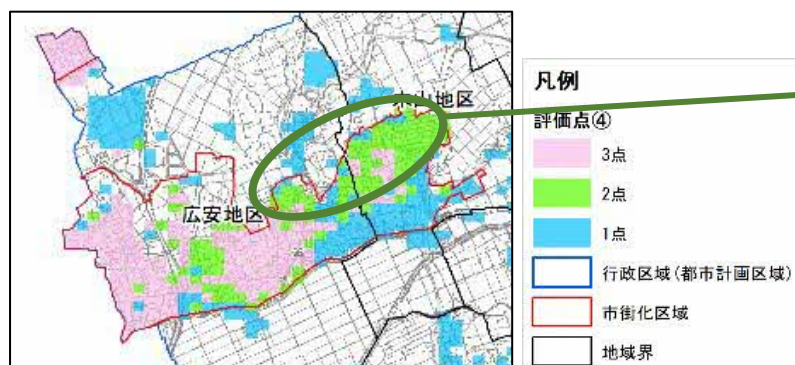 山地区
広安地区
凡例
評価点④
3点
2点
1点
行政区域(都市計画区域)
市街化区域
地域界